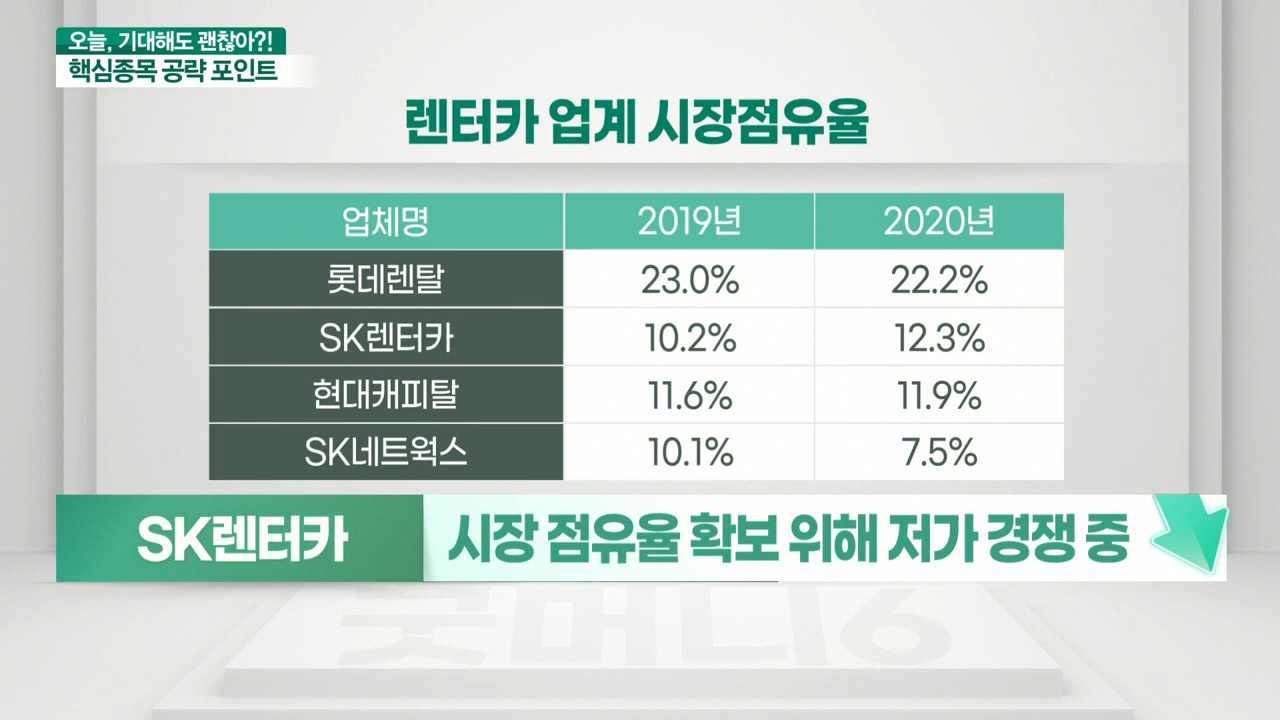 오늘, 기대해도 괜찮아?!
핵심종목 공략 포인트
렌터카 업계 시장점유율
업체명 2019년 2020년
롯데렌탈 23.0% 22.2%
SK렌터카 10.2% 12.3%
현대캐피탈 11.6% 11.9%
SK네트웍스 10.1% 7.5%
SK렌터카 시장 점유율 확보 위해 저가 경쟁 중
굿머니6